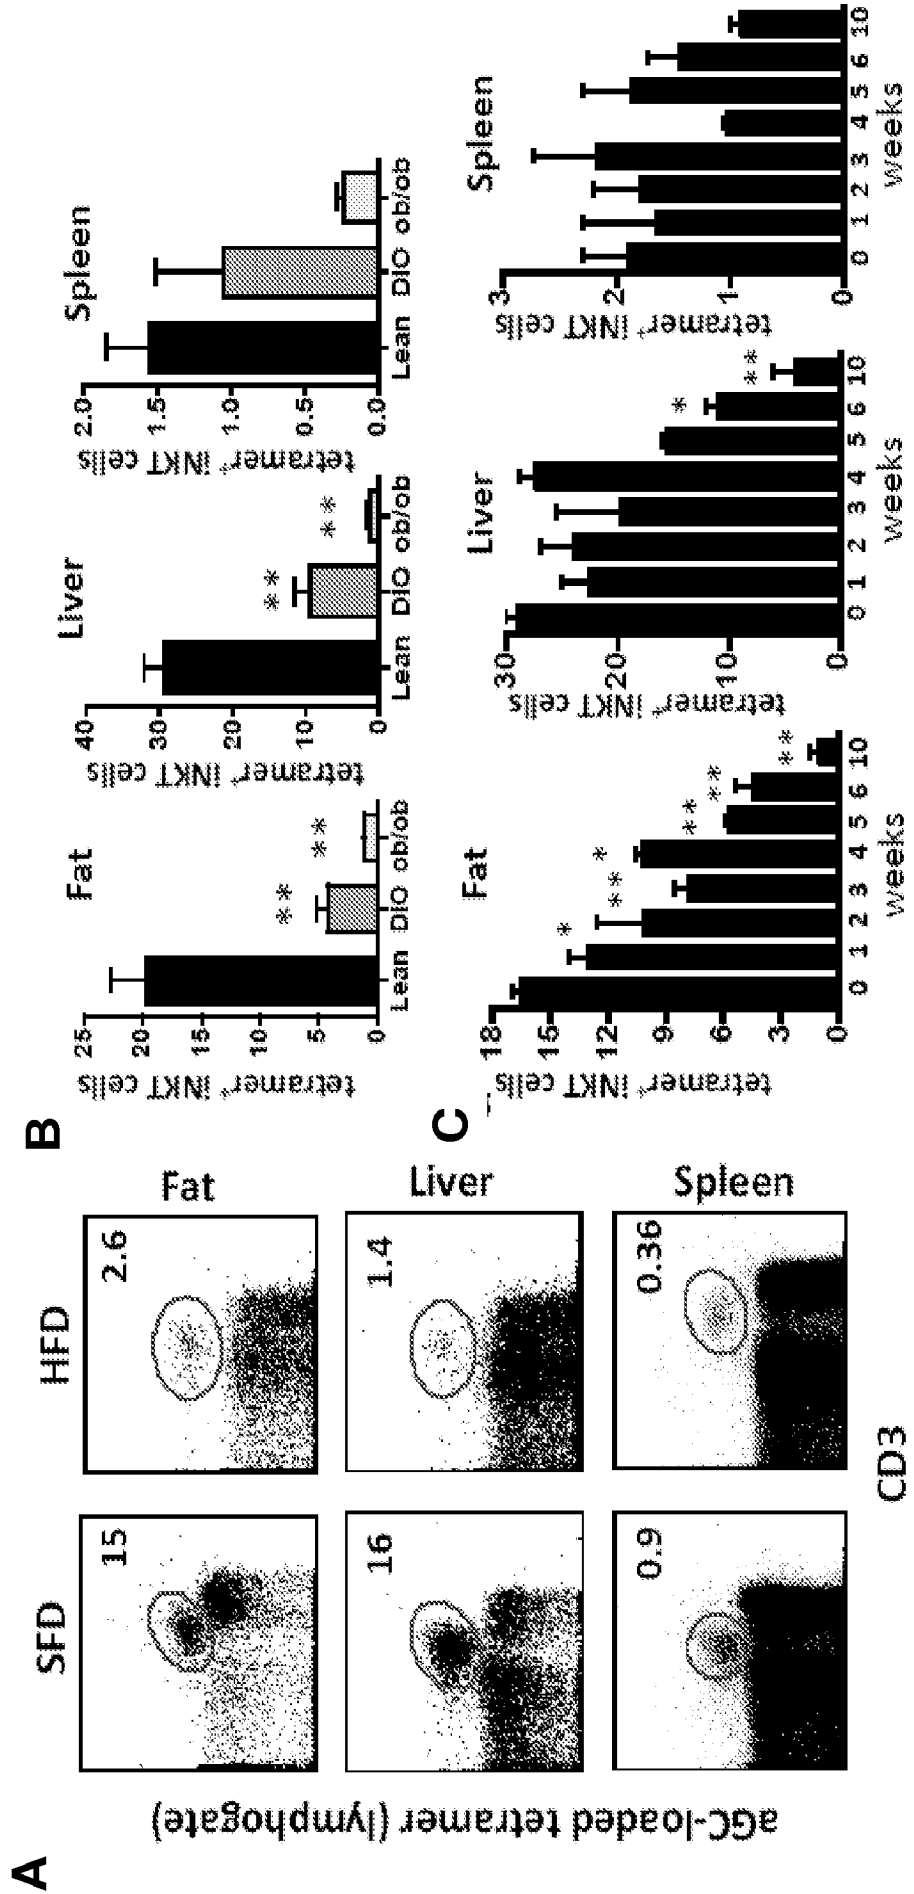 A
aGC-loaded tetramer (lymphogate)
SFD
HFD
15
2.6
Fat
16
1.4
Liver
0.9
0.36
Spleen
CD3
B
Fat
tetramer+ iNKT cells
25
20
15
10
5
0
**
**
Lean DIO ob/ob
Liver
tetramer+ iNKT cells
40
30
20
10
0
**
**
Lean DIO ob/ob
Spleen
tetramer+ iNKT cells
2.0
1.5
1.0
0.5
0.0
Lean DIO ob/ob
C
Fat
tetramer+ iNKT cells
18
15
12
9
6
3
0
*
**
*
**
**
**
0 1 2 3 4 5 6 10
weeks
Liver
tetramer+ iNKT cells
30
20
10
0
*
**
0 1 2 3 4 5 6 10
weeks
Spleen
tetramer+ iNKT cells
3
2
1
0
0 1 2 3 4 5 6 10
weeks